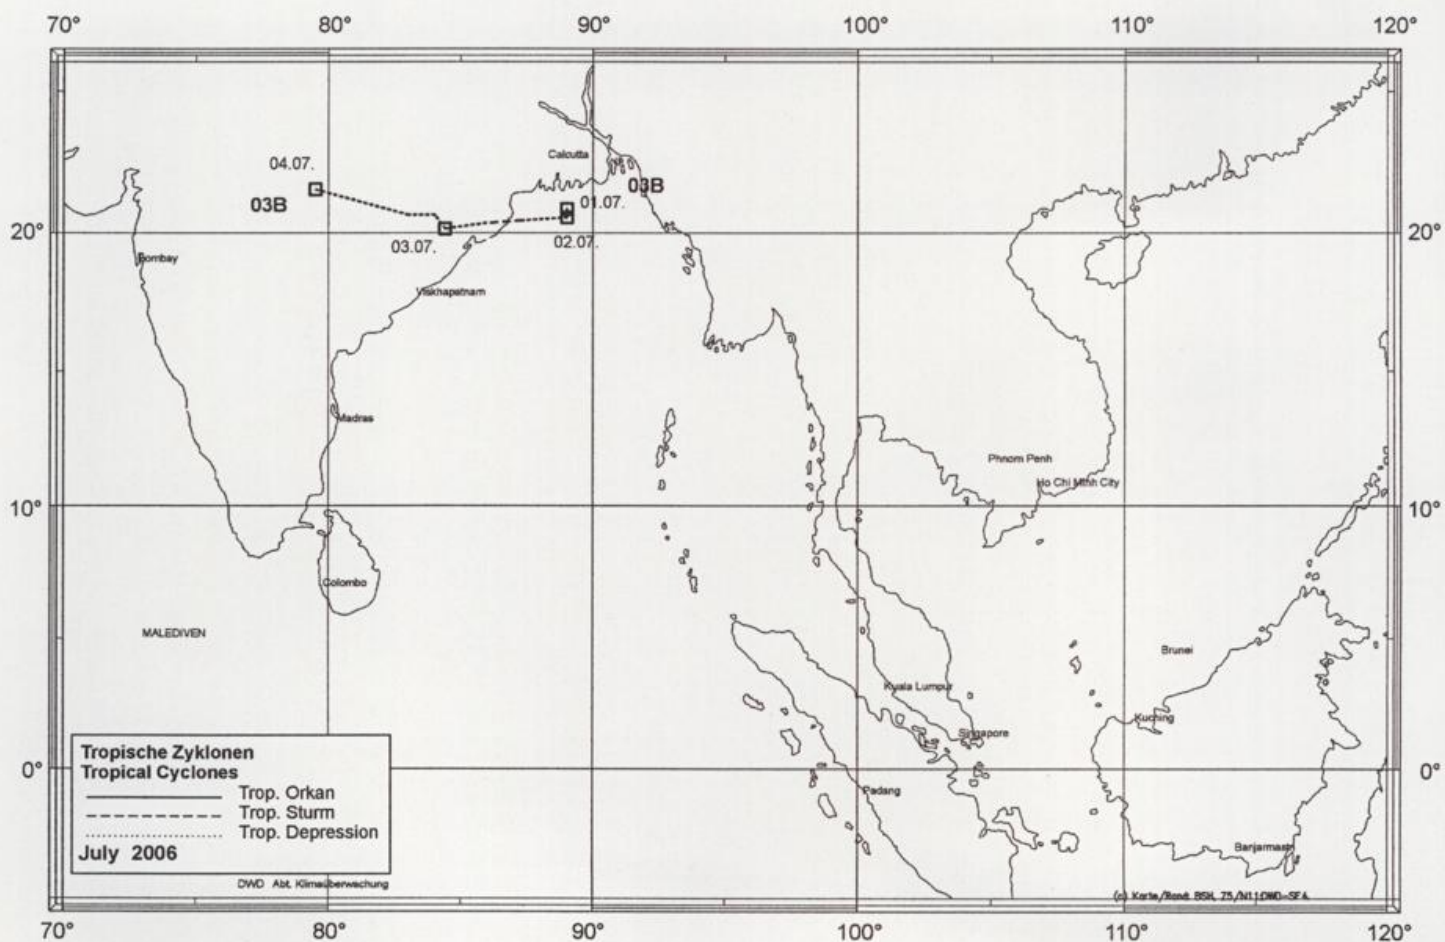 70° 80° 90° 100° 110° 120°
Calcutta
04.07.
03B
03B
01.07.
20° 03.07. 02.07. 20°
Bombay
Viskhapatnam
Madras
Phnom Penh
Ho Chi Minh City
10° 10°
Colombo
MALEDIVEN
Brunei
Kuala Lumpur
Kuching
Singapore
Tropische Zyklonen
Tropical Cyclones
0° 0°
Trop. Orkan
Padang
Trop. Sturm
Trop. Depression
July 2006
Banjarmasin
DWD Abt. Klimaüberwachung
70° 80° 90° 100° 110° 120°